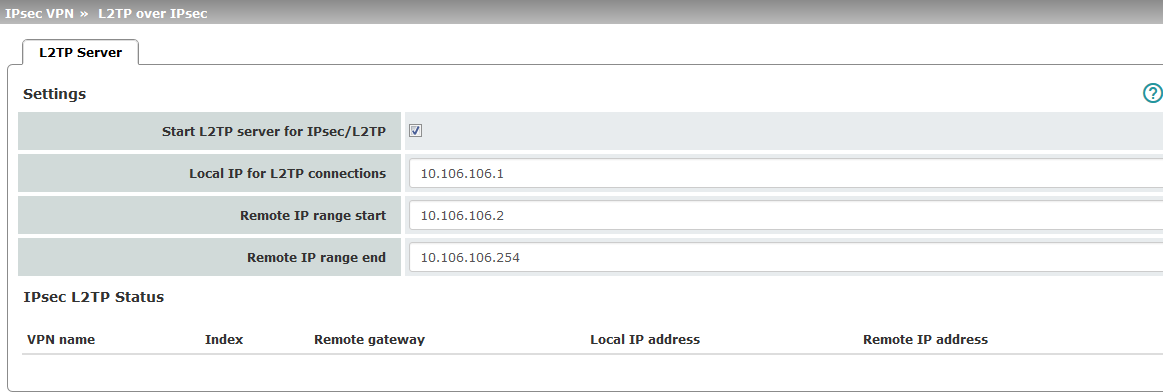 IPsec VPN » L2TP over IPsec
L2TP Server
Settings
?
Start L2TP server for IPsec/L2TP
Local IP for L2TP connections 10.106.106.1
Remote IP range start 10.106.106.2
Remote IP range end 10.106.106.254
IPsec L2TP Status
VPN name Index Remote gateway Local IP address Remote IP address